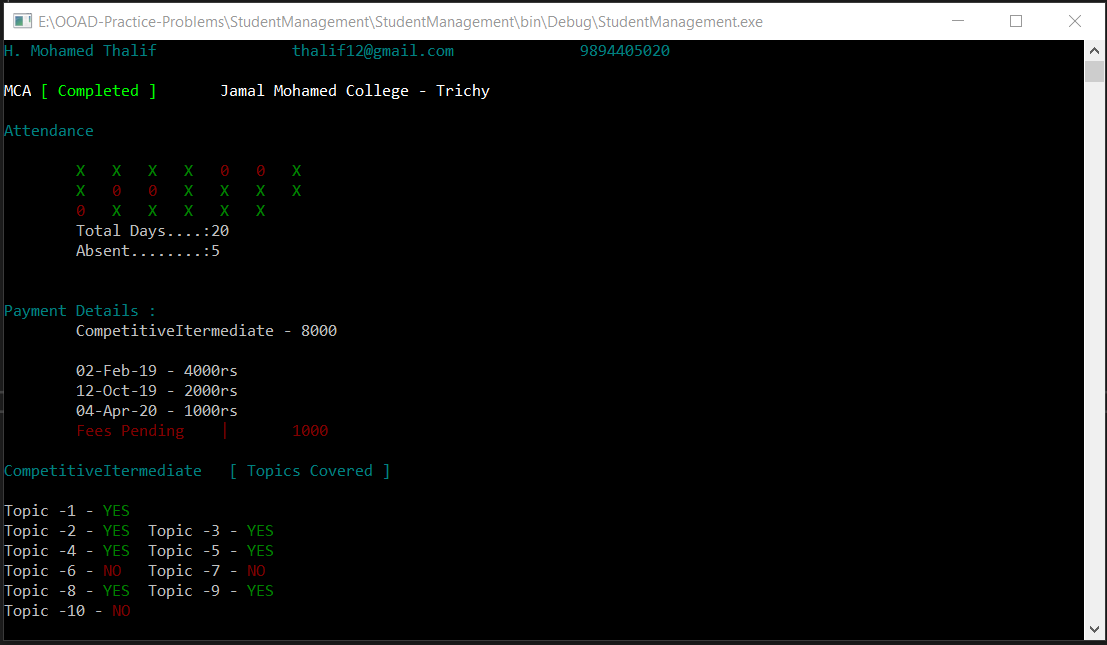 E:\OOAD-Practice-Problems\StudentManagement\StudentManagement\bin\Debug\StudentManagement.exe
H. Mohamed Thalif thalif12@gmail.com 9894405020
MCA [ Completed ] Jamal Mohamed College - Trichy
Attendance
X X X X 0 0 X
X 0 0 X X X X
0 X X X X X
Total Days....:20
Absent........:5
Payment Details :
CompetitiveItermediate - 8000
02-Feb-19 - 4000rs
12-Oct-19 - 2000rs
04-Apr-20 - 1000rs
Fees Pending | 1000
CompetitiveItermediate [ Topics Covered ]
Topic -1 - YES
Topic -2 - YES Topic -3 - YES
Topic -4 - YES Topic -5 - YES
Topic -6 - NO Topic -7 - NO
Topic -8 - YES Topic -9 - YES
Topic -10 - NO